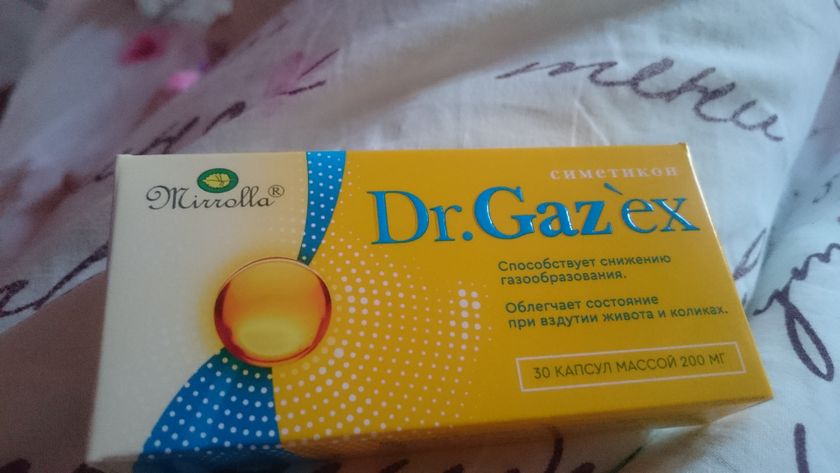 тени
Mirrolla®
симетикон
Dr.Gaz`ex
Способствует снижению
газообразования.
Облегчает состояние
при вздутии живота и коликах.
30 КАПСУЛ МАССОЙ 200 МГ